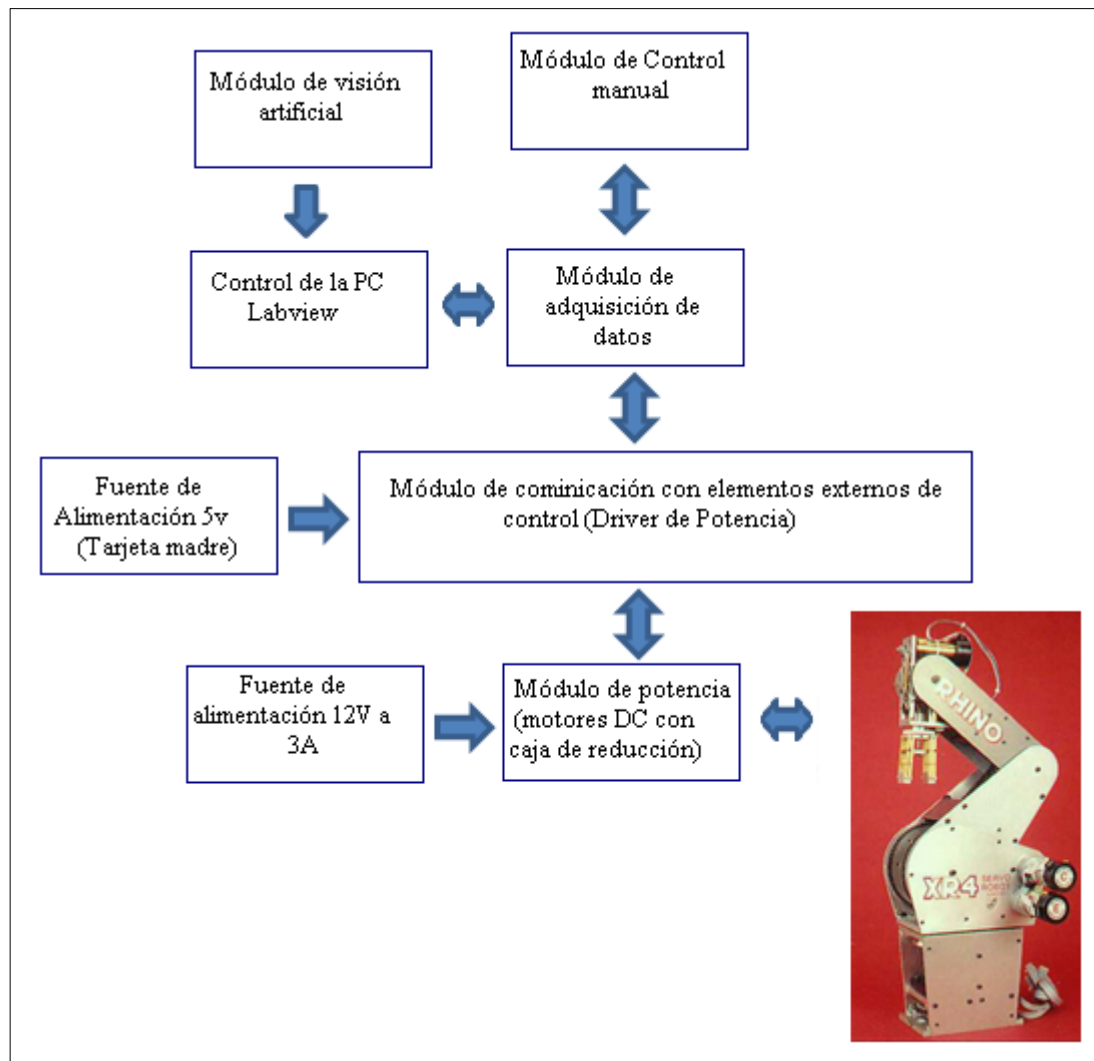 Módulo de visión
artificial
Módulo de Control
manual
Control de la PC
Labview
Módulo de
adquisición de
datos
Fuente de
Alimentación 5v
(Tarjeta madre)
Módulo de cominicación con elementos externos de
control (Driver de Potencia)
Fuente de
alimentación 12V a
3A
Módulo de potencia
(motores DC con
caja de reducción)
RHINO
XR4 SERVO
ROBOT
C
E